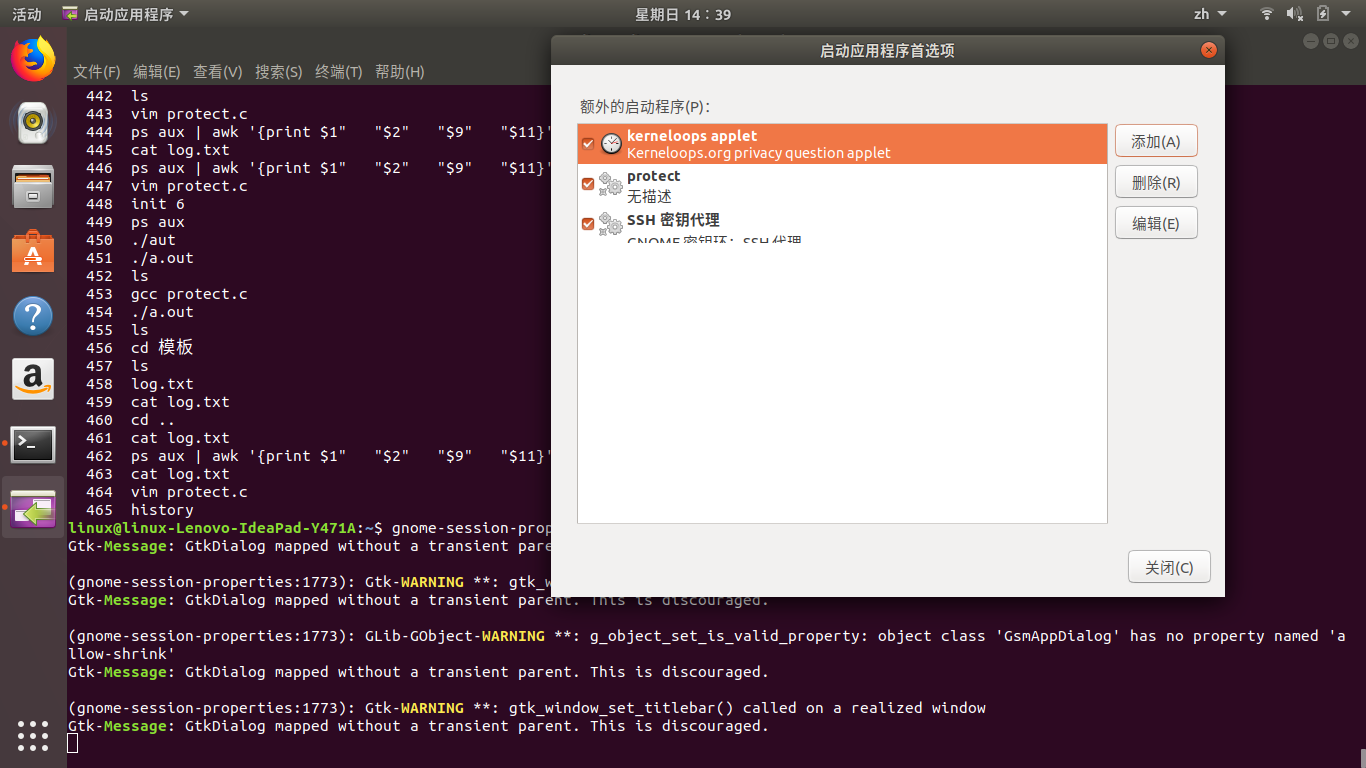 活动 启动应用程序 星期日 14：39 zh
启动应用程序首选项
文件(F) 编辑(E) 查看(V) 搜索(S) 终端(T) 帮助(H)
额外的启动程序(P)：
kerneloops applet
Kerneloops.org privacy question applet
protect
无描述
SSH 密钥代理
GNOME 密钥环：SSH 代理
添加(A)
删除(R)
编辑(E)
关闭(C)
442 ls
443 vim protect.c
444 ps aux | awk '{print $1" "$2" "$9" "$11}'
445 cat log.txt
446 ps aux | awk '{print $1" "$2" "$9" "$11}'
447 vim protect.c
448 init 6
449 ps aux
450 ./aut
451 ./a.out
452 ls
453 gcc protect.c
454 ./a.out
455 ls
456 cd 模板
457 ls
458 log.txt
459 cat log.txt
460 cd ..
461 cat log.txt
462 ps aux | awk '{print $1" "$2" "$9" "$11}'
463 cat log.txt
464 vim protect.c
465 history
linux@linux-Lenovo-IdeaPad-Y471A:~$ gnome-session-prop
Gtk-Message: GtkDialog mapped without a transient pare
(gnome-session-properties:1773): Gtk-WARNING **: gtk_w
Gtk-Message: GtkDialog mapped without a transient parent. This is discouraged.
(gnome-session-properties:1773): GLib-GObject-WARNING **: g_object_set_is_valid_property: object class 'GsmAppDialog' has no property named 'a
llow-shrink'
Gtk-Message: GtkDialog mapped without a transient parent. This is discouraged.
(gnome-session-properties:1773): Gtk-WARNING **: gtk_window_set_titlebar() called on a realized window
Gtk-Message: GtkDialog mapped without a transient parent. This is discouraged.